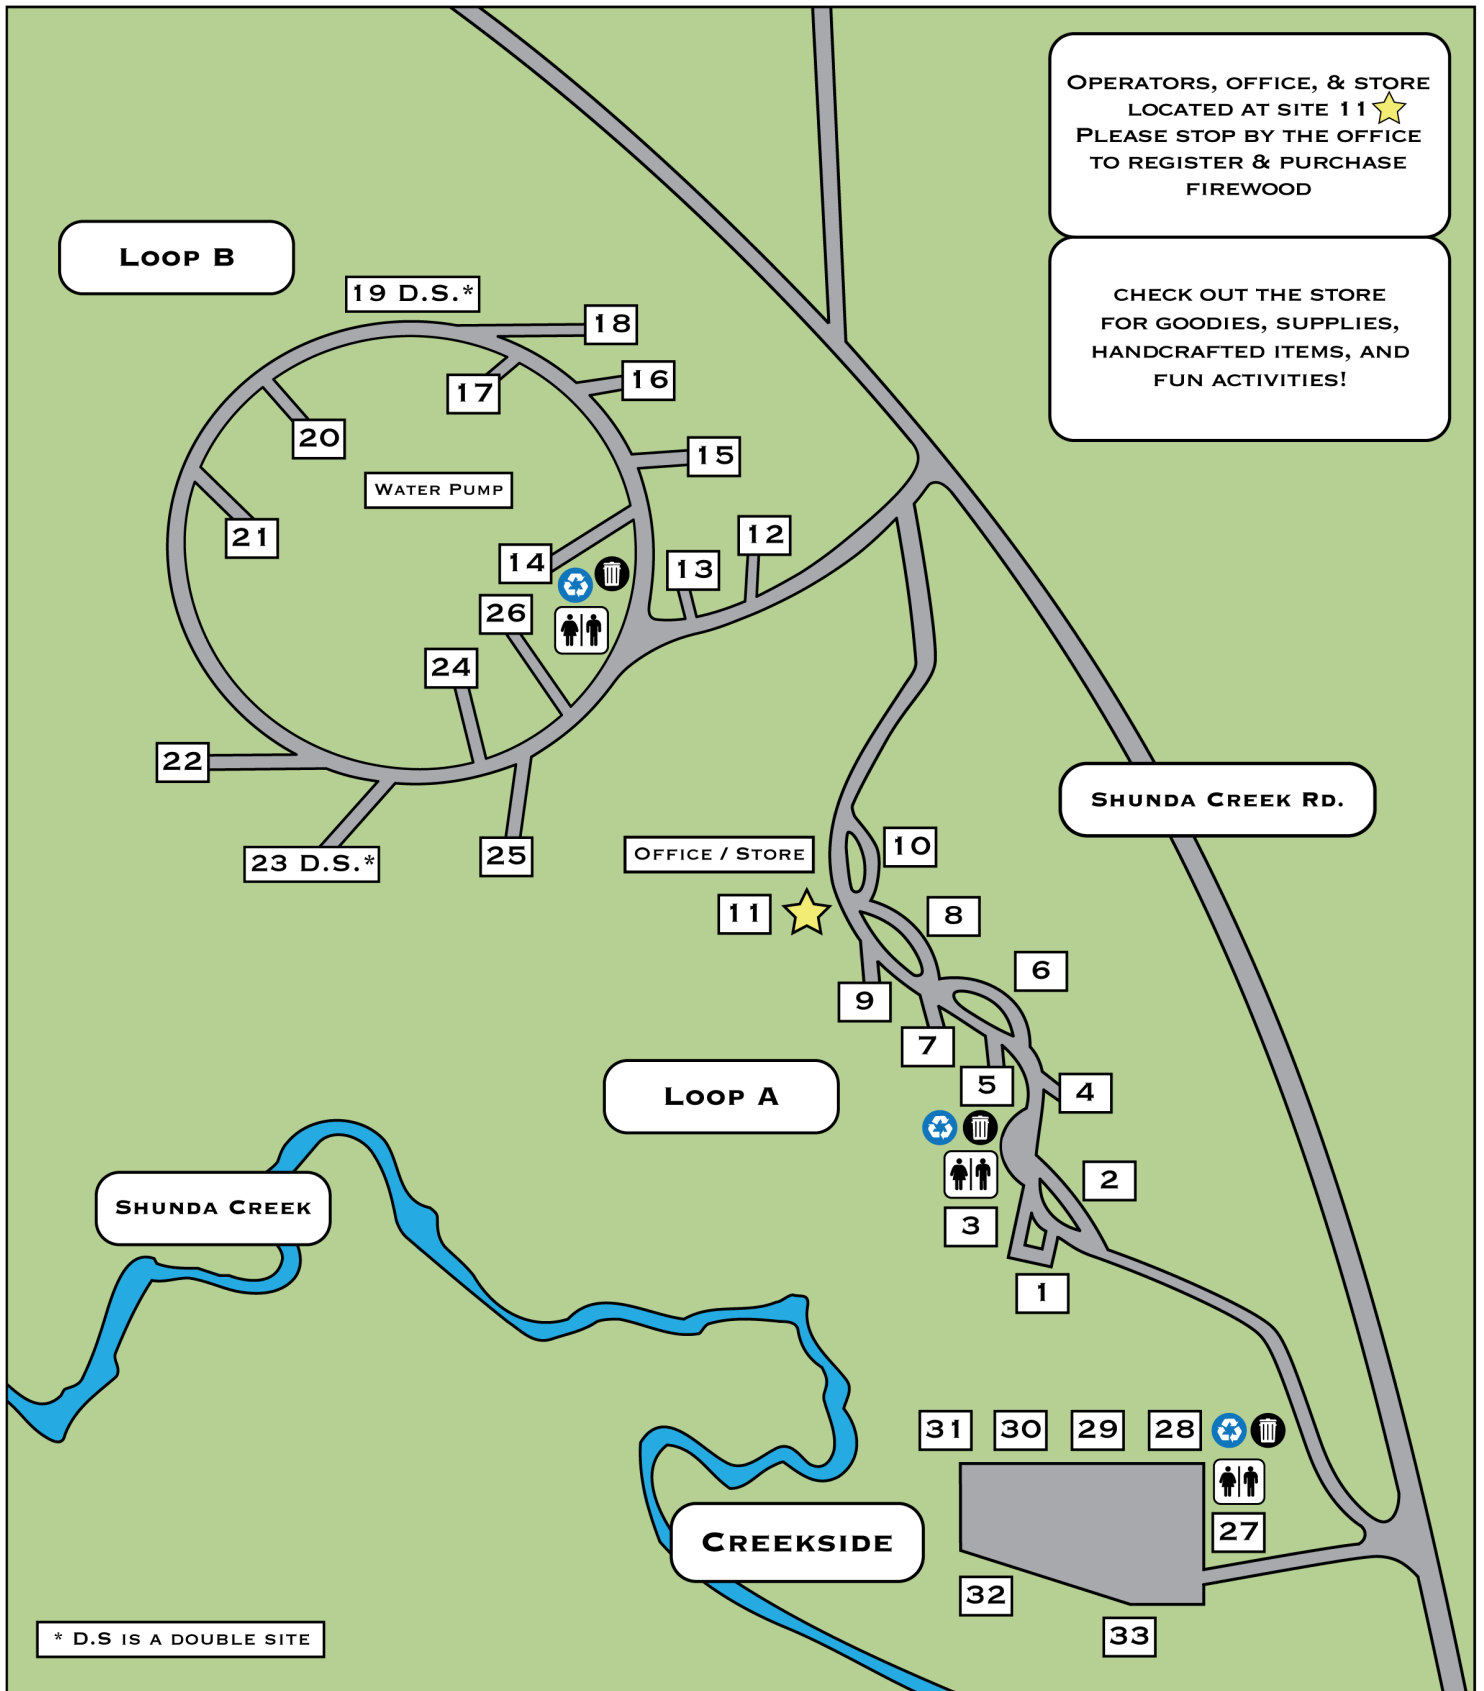 OPERATORS, OFFICE, & STORE
LOCATED AT SITE 11
PLEASE STOP BY THE OFFICE
TO REGISTER & PURCHASE
FIREWOOD
CHECK OUT THE STORE
FOR GOODIES, SUPPLIES,
HANDCRAFTED ITEMS, AND
FUN ACTIVITIES!
LOOP B
19 D.S.*
18
16
17
20
15
WATER PUMP
21
12
14
13
26
24
22
23 D.S.*
25
SHUNDA CREEK RD.
OFFICE / STORE
10
11
8
6
9
7
5
4
LOOP A
2
3
1
SHUNDA CREEK
31
30
29
28
27
CREEKSIDE
32
33
* D.S IS A DOUBLE SITE